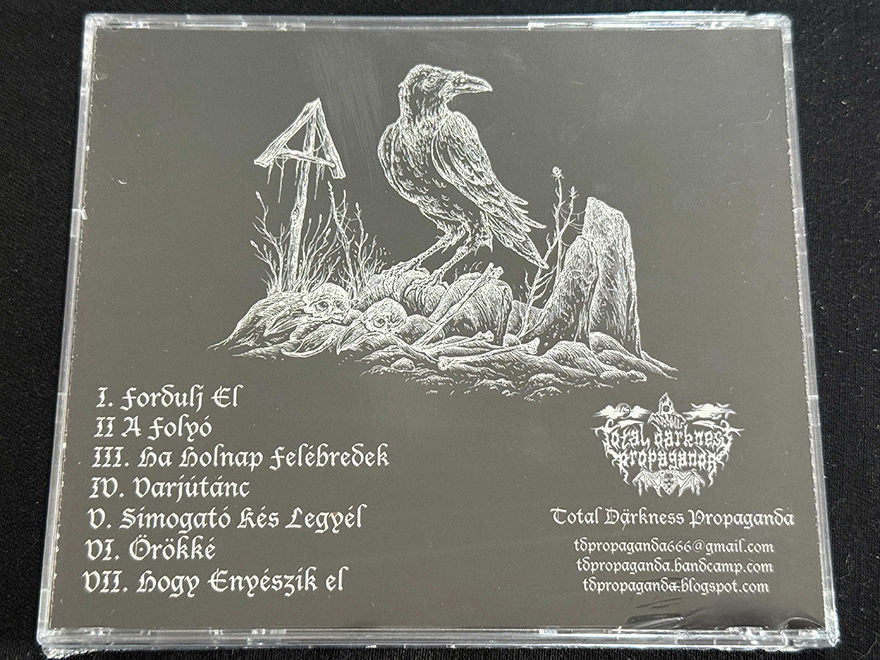 I. Fordulj El
II A Folyó
III. Ha Holnap Felébredek
IV. Varjútánc
V. Simogató Kés Legyél
VI. Örökké
VII. Hogy Enyészik el
total darkness
propaganda
Total Därkness Propaganda
tdpropaganda666@gmail.com
tdpropaganda.bandcamp.com
tdpropaganda.blogspot.com